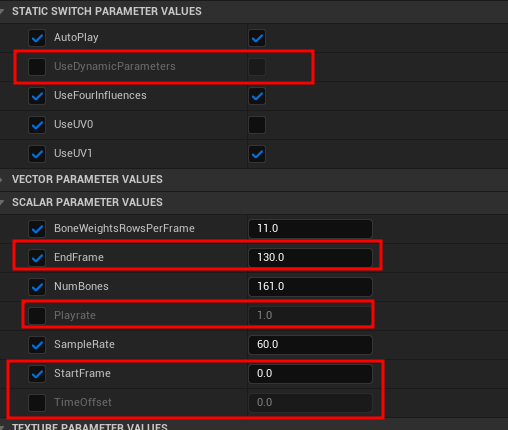 STATIC SWITCH PARAMETER VALUES
AutoPlay
UseDynamicParameters
UseFourInfluences
UseUV0
UseUV1
VECTOR PARAMETER VALUES
SCALAR PARAMETER VALUES
BoneWeightsRowsPerFrame 11.0
EndFrame 130.0
NumBones 161.0
Playrate 1.0
SampleRate 60.0
StartFrame 0.0
TimeOffset 0.0
TEXTURE PARAMETER VALUES